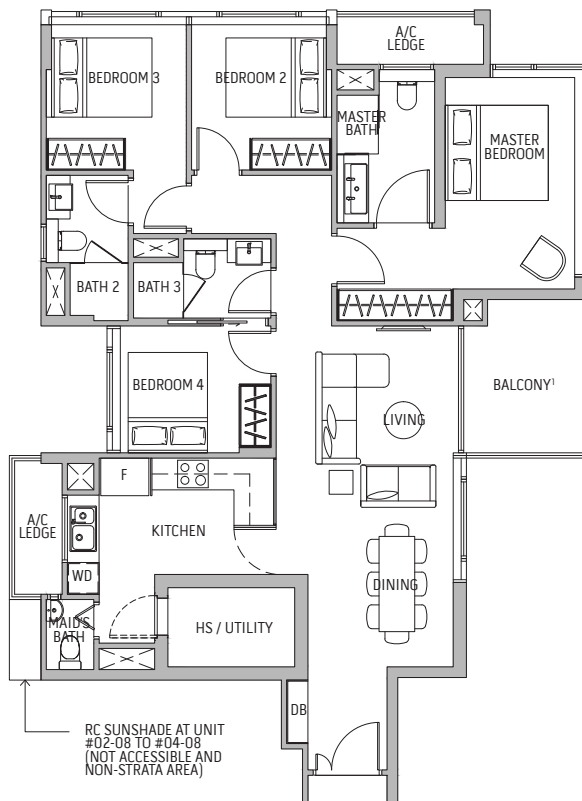 A/C
LEDGE
BEDROOM 3
BEDROOM 2
MASTER
BATH
MASTER
BEDROOM
BATH 2
BATH 3
BEDROOM 4
BALCONY¹
LIVING
F
A/C
LEDGE
KITCHEN
WD
DINING
MAID'S
BATH
HS / UTILITY
DB
RC SUNSHADE AT UNIT
#02-08 TO #04-08
(NOT ACCESSIBLE AND
NON-STRATA AREA)